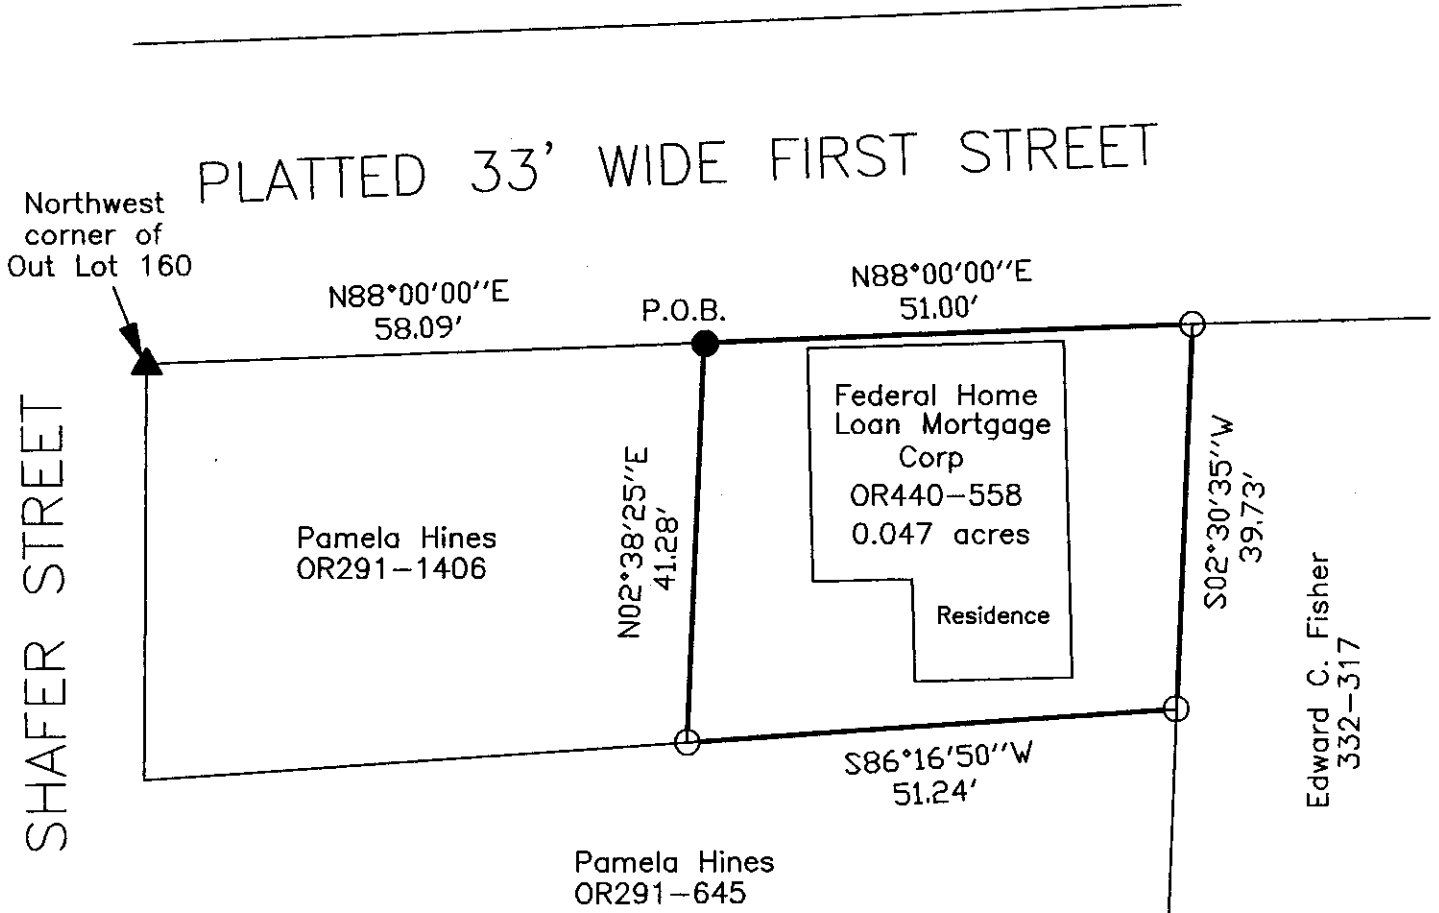 PLATTED 33' WIDE FIRST STREET
Northwest
corner of
Out Lot 160
N88°00'00''E
58.09'
P.O.B.
N88°00'00''E
51.00'
SHAFER STREET
Pamela Hines
OR291-1406
N02°38'25''E
41.28'
Federal Home
Loan Mortgage
Corp
OR440-558
0.047 acres
Residence
S02°30'35''W
39.73'
Edward C. Fisher
332-317
S86°16'50''W
51.24'
Pamela Hines
OR291-645